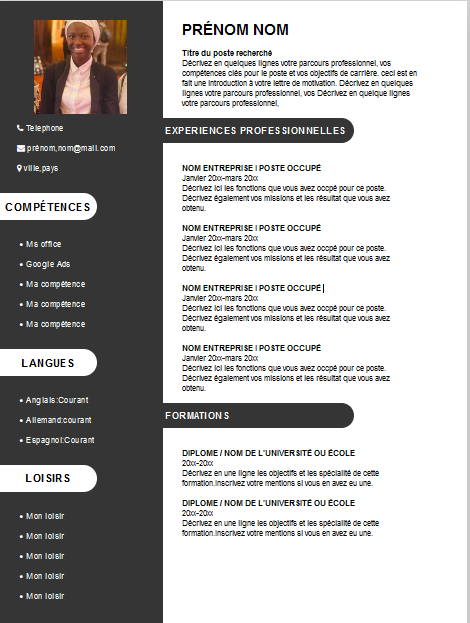 Telephone
prénom,nom@mail.com
ville,pays
COMPÉTENCES
Ms office
Google Ads
Ma compétence
Ma compétence
Ma compétence
LANGUES
Anglais:Courant
Allemand:courant
Espagnol:Courant
LOISIRS
Mon loisir
Mon loisir
Mon loisir
Mon loisir
Mon loisir
PRÉNOM NOM
Titre du poste recherché
Décrivez en quelques lignes votre parcours professionnel, vos
compétences clés pour le poste et vos objectifs de carrière. ceci est
en fait une introduction à votre lettre de motivation. Décrivez en quelques
lignes votre parcours professionnel, vos Décrivez en quelque lignes
votre parcours professionnel,
EXPERIENCES PROFESSIONNELLES
NOM ENTREPRISE I POSTE OCCUPÉ
Janvier 20xx-mars 20xx
Décrivez ici les fonctions que vous avez occpé pour ce poste.
Décrivez également vos missions et les résultat que vous avez
obtenu.
NOM ENTREPRISE I POSTE OCCUPÉ
Janvier 20xx-mars 20xx
Décrivez ici les fonctions que vous avez occpé pour ce poste.
Décrivez également vos missions et les résultat que vous avez
obtenu.
NOM ENTREPRISE I POSTE OCCUPÉ
Janvier 20xx-mars 20xx
Décrivez ici les fonctions que vous avez occpé pour ce poste.
Décrivez également vos missions et les résultat que vous avez
obtenu.
NOM ENTREPRISE I POSTE OCCUPÉ
Janvier 20xx-mars 20xx
Décrivez ici les fonctions que vous avez occpé pour ce poste.
Décrivez également vos missions et les résultat que vous avez
obtenu.
FORMATIONS
DIPLOME / NOM DE L'UNIVERSITÉ OU ÉCOLE
20xx-20xx
Décrivez en une ligne les objectifs et les spécialité de cette
formation.Inscrivez votre mentions si vous en avez eu une.
DIPLOME / NOM DE L'UNIVERSITÉ OU ÉCOLE
20xx-20xx
Décrivez en une ligne les objectifs et les spécialité de cette
formation.Inscrivez votre mentions si vous en avez eu une.